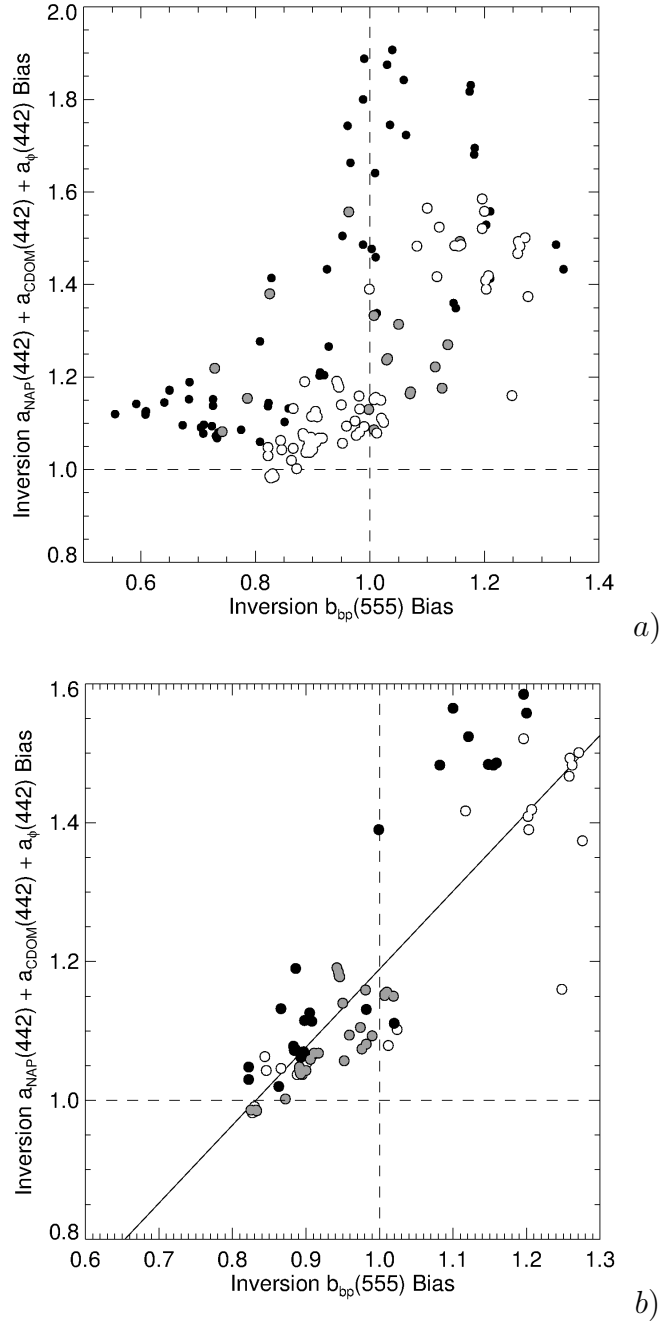 2.0
1.8
1.6
1.4
1.2
1.0
0.8
Inversion a_NAP(442) + a_CDOM(442) + a_ϕ(442) Bias
0.6 0.8 1.0 1.2 1.4
Inversion b_bp(555) Bias
a)
1.6
1.4
1.2
1.0
0.8
Inversion a_NAP(442) + a_CDOM(442) + a_ϕ(442) Bias
0.6 0.7 0.8 0.9 1.0 1.1 1.2 1.3
Inversion b_bp(555) Bias
b)